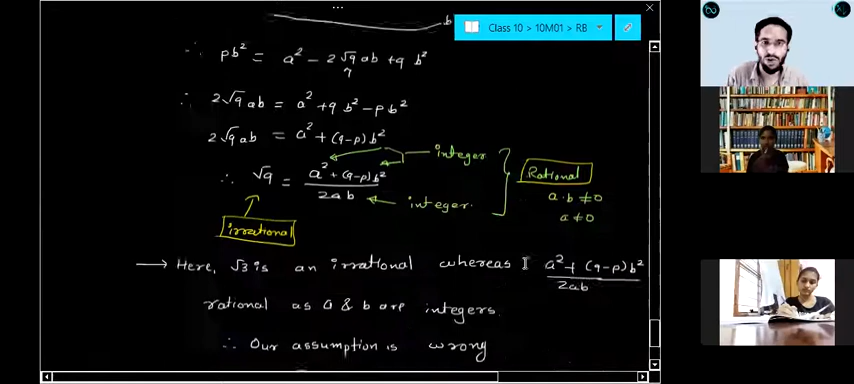 b
Class 10 > 10M01 > RB
∴ pb² = a² - 2√q ab + q b²
∴ 2√q ab = a² + q b² - p b²
2√q ab = a² + (q-p) b²
∴ √q = (a² + (q-p) b²) / 2ab
integer
integer.
Rational
a·b ≠ 0
a ≠ 0
irrational
→ Here, √3 is an irrational whereas (a² + (q-p) b²) / 2ab
rational as a & b are integers.
∴ Our assumption is wrong